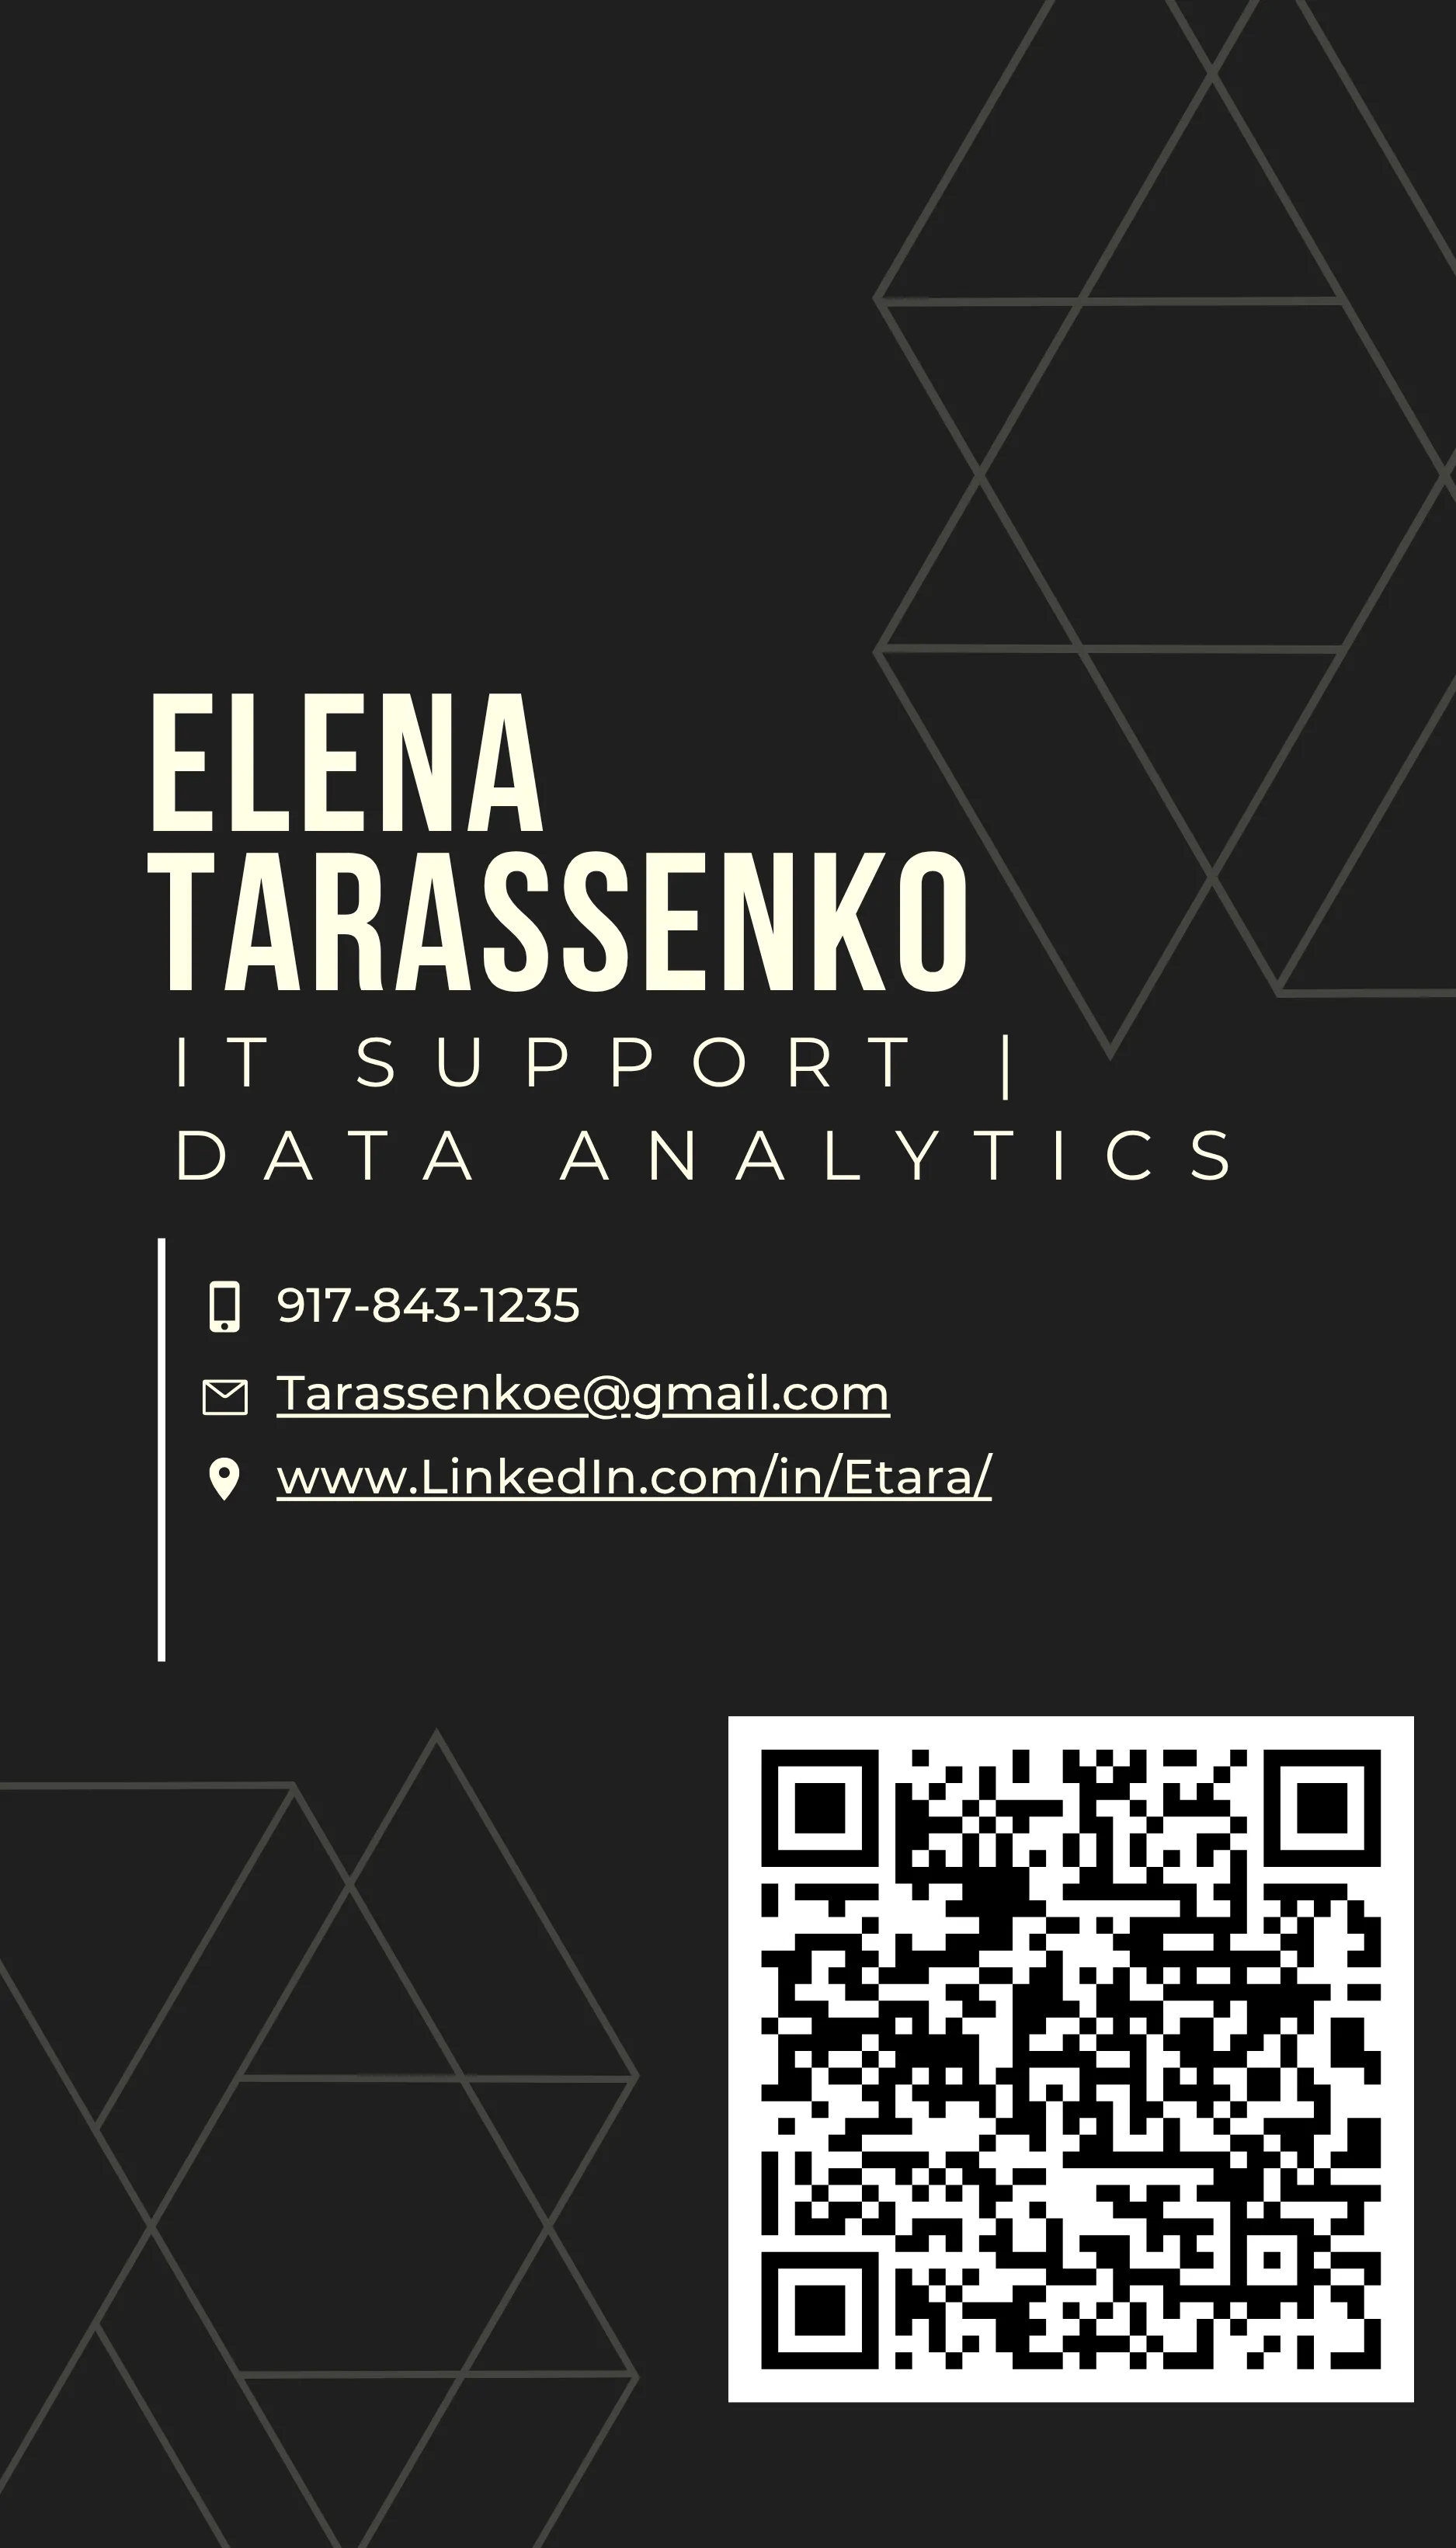 ELENA
TARASSENKO
IT SUPPORT |
DATA ANALYTICS
917-843-1235
Tarassenkoe@gmail.com
www.LinkedIn.com/in/Etara/